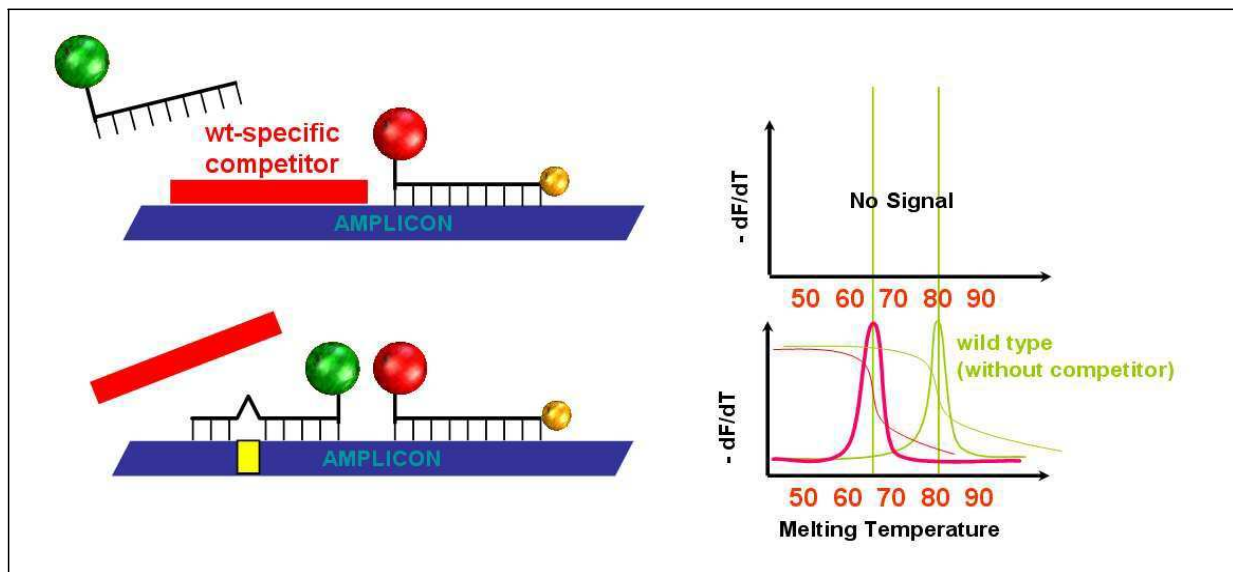 wt-specific
competitor
AMPLICON
- dF/dT
No Signal
50 60 70 80 90
AMPLICON
- dF/dT
wild type
(without competitor)
50 60 70 80 90
Melting Temperature